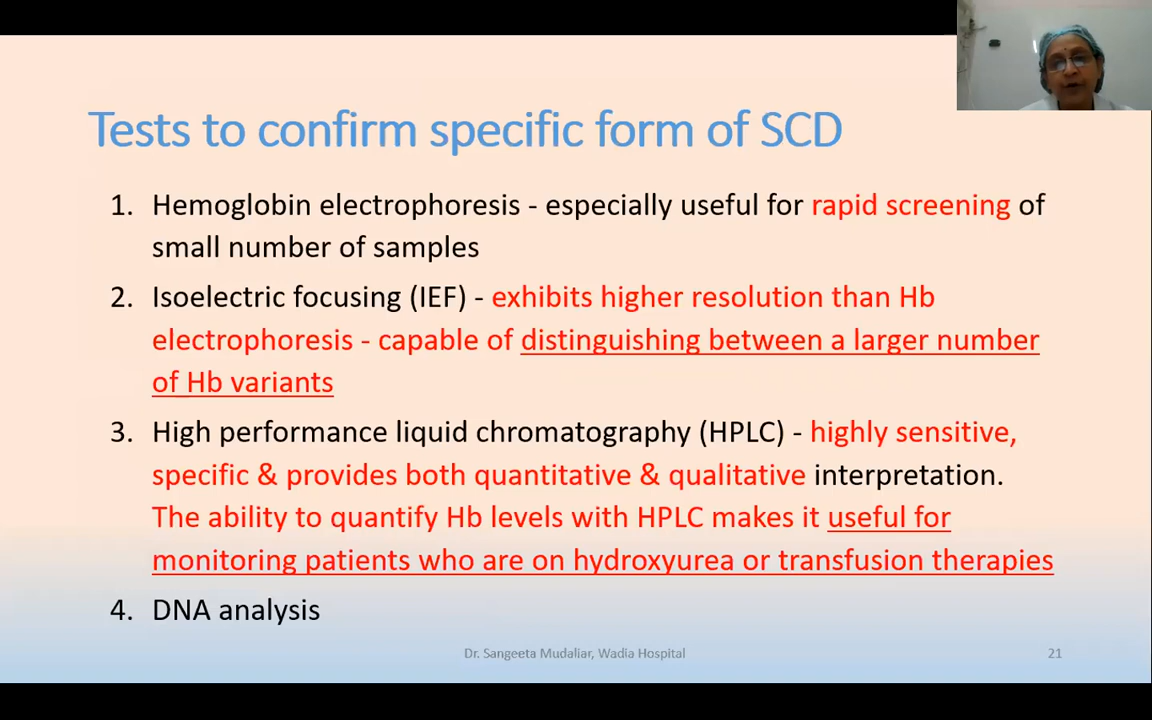 Tests to confirm specific form of SCD
1. Hemoglobin electrophoresis - especially useful for rapid screening of
small number of samples
2. Isoelectric focusing (IEF) - exhibits higher resolution than Hb
electrophoresis - capable of distinguishing between a larger number
of Hb variants
3. High performance liquid chromatography (HPLC) - highly sensitive,
specific & provides both quantitative & qualitative interpretation.
The ability to quantify Hb levels with HPLC makes it useful for
monitoring patients who are on hydroxyurea or transfusion therapies
4. DNA analysis
Dr. Sangeeta Mudaliar, Wadia Hospital 21